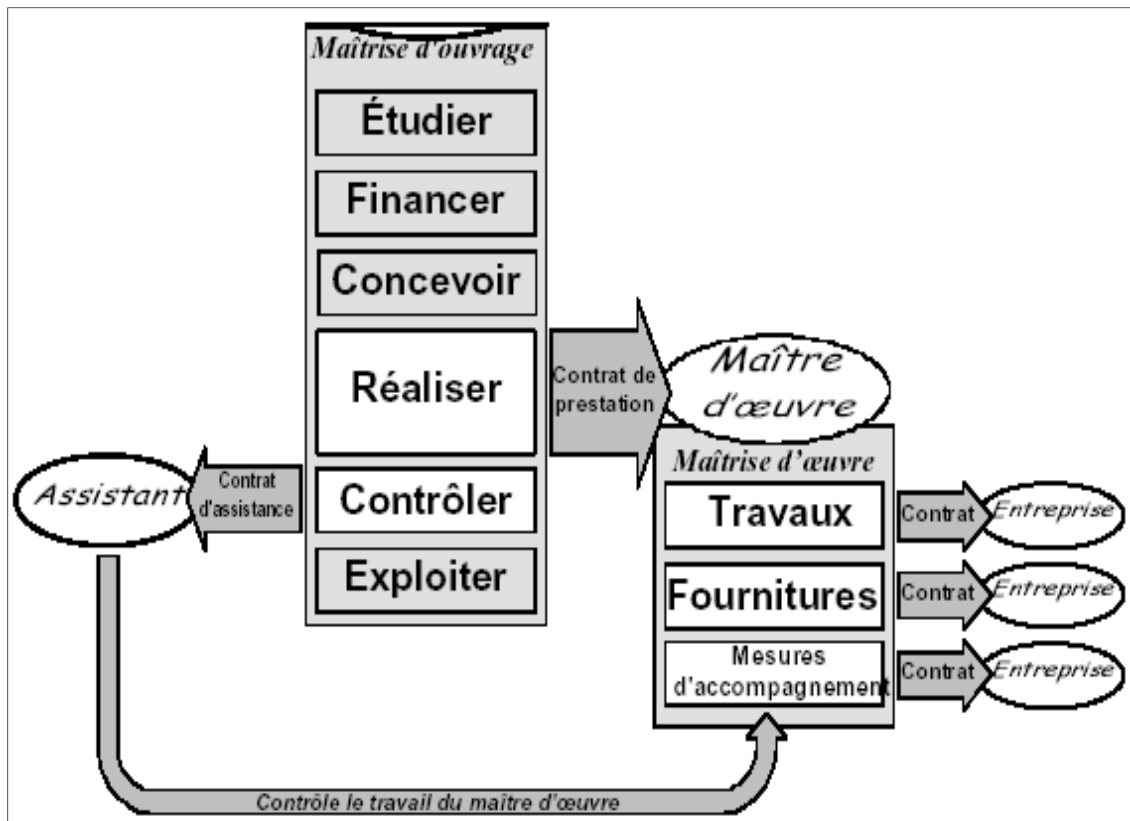 Maîtrise d'ouvrage
Étudier
Financer
Concevoir
Réaliser
Contrôler
Exploiter
Contrat de
prestation
Maître
d'œuvre
Maîtrise d'œuvre
Travaux
Fournitures
Mesures
d'accompagnement
Contrat
Entreprise
Contrat
Entreprise
Contrat
Entreprise
Contrat
d'assistance
Assistant
Contrôle le travail du maître d'œuvre